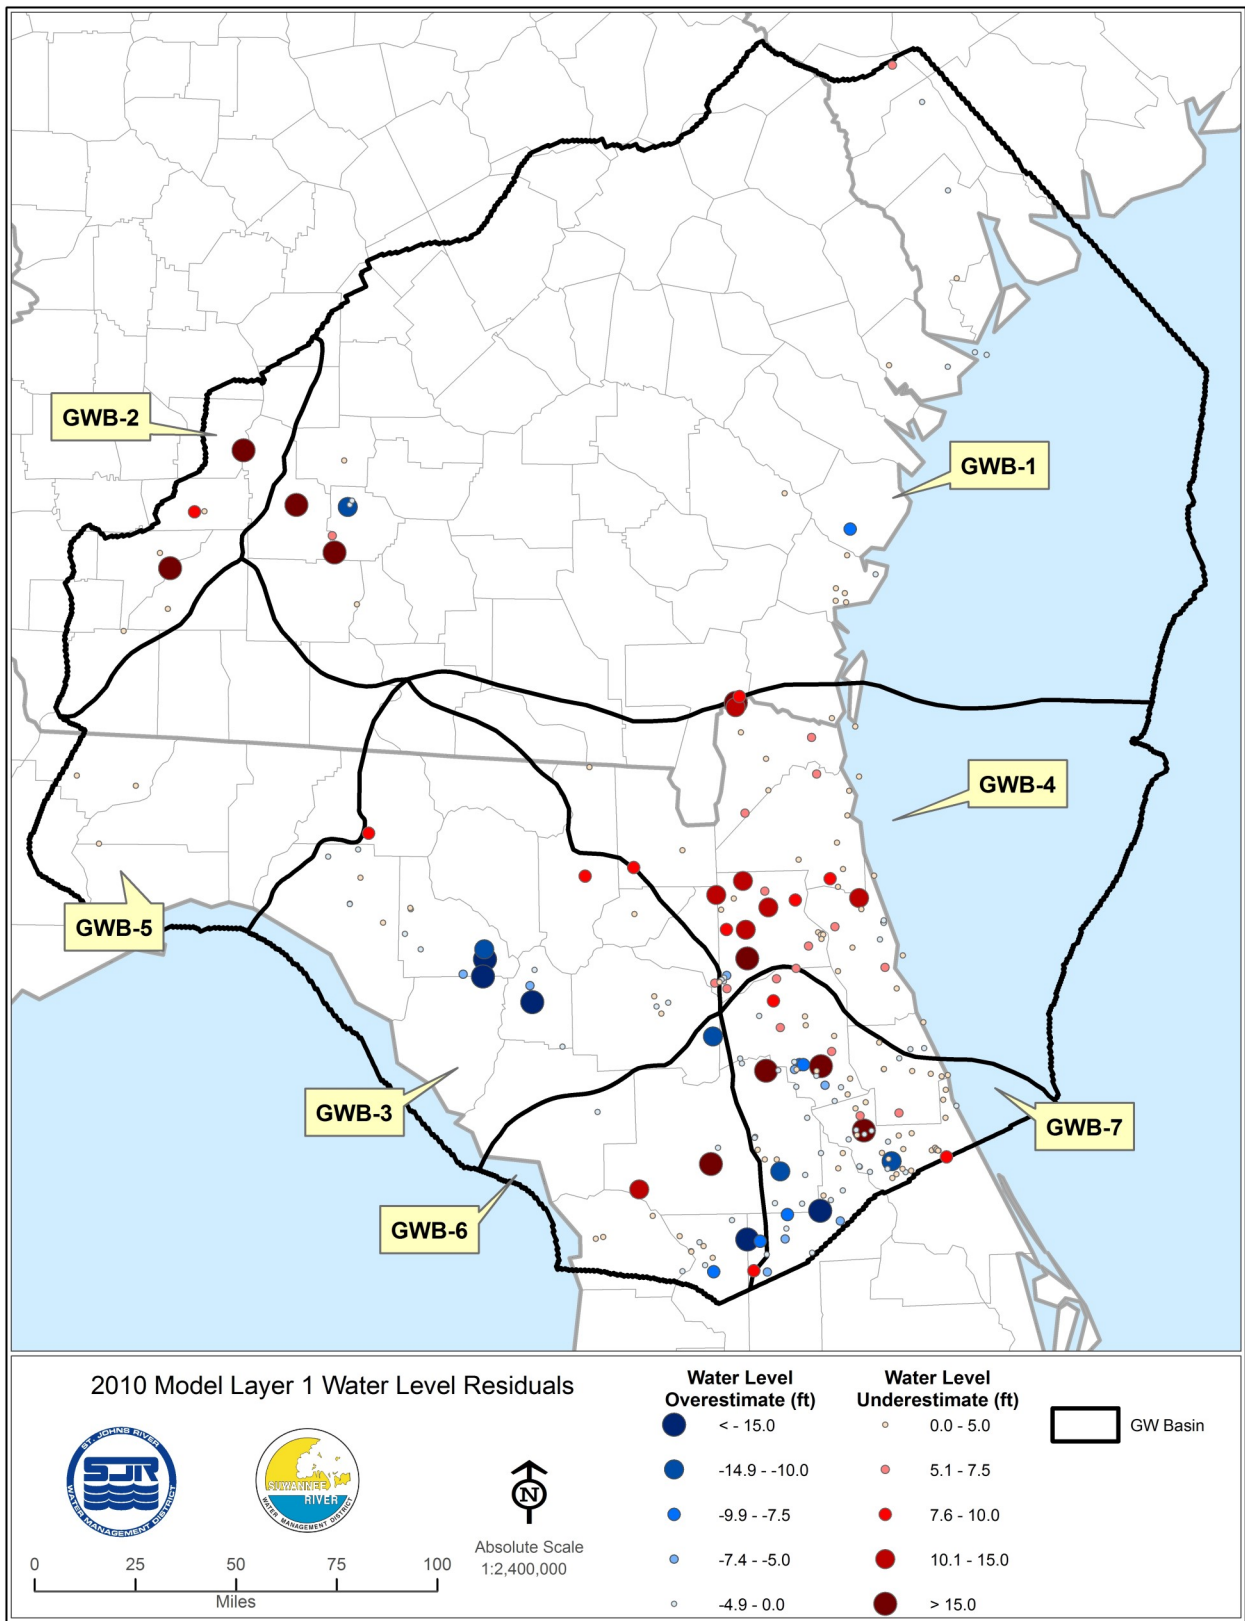 GWB-2
GWB-1
GWB-4
GWB-5
GWB-3
GWB-7
GWB-6
2010 Model Layer 1 Water Level Residuals
ST. JOHNS RIVER
SJR
WATER MANAGEMENT DISTRICT
SUWANNEE
RIVER
WATER MANAGEMENT DISTRICT
N
Absolute Scale
1:2,400,000
0 25 50 75 100
Miles
Water Level
Overestimate (ft)
< - 15.0
-14.9 - -10.0
-9.9 - -7.5
-7.4 - -5.0
-4.9 - 0.0
Water Level
Underestimate (ft)
0.0 - 5.0
5.1 - 7.5
7.6 - 10.0
10.1 - 15.0
> 15.0
GW Basin